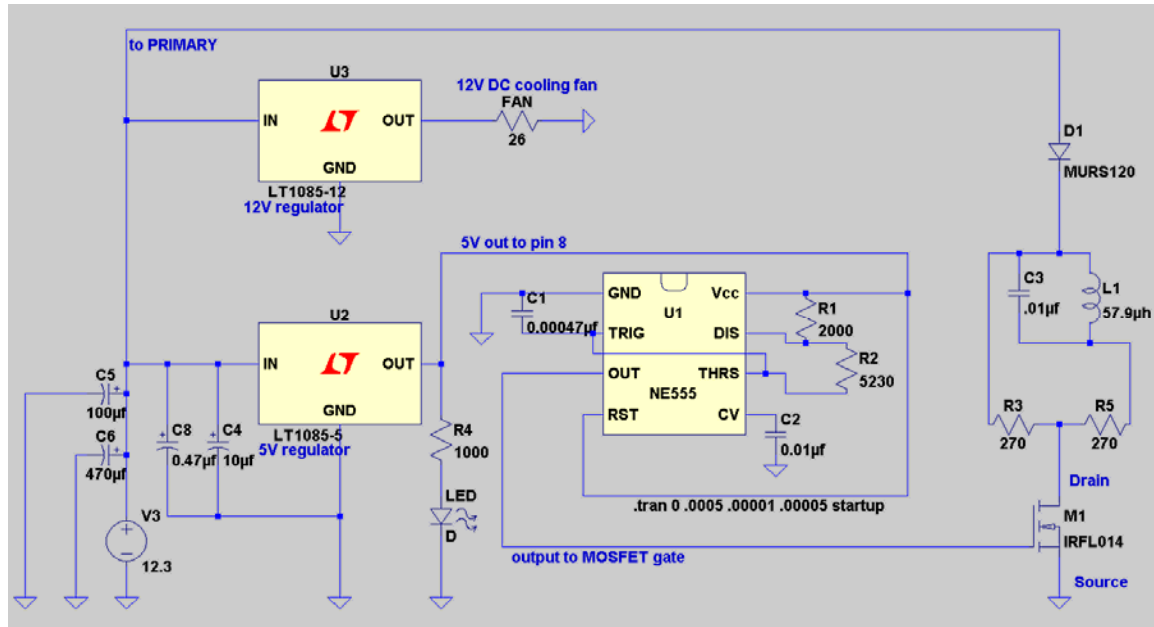 to PRIMARY
U3
12V DC cooling fan
FAN
IN
OUT
26
GND
LT1085-12
12V regulator
D1
MURS120
5V out to pin 8
C1
0.00047µf
GND
Vcc
U1
TRIG
DIS
OUT
THRS
NE555
RST
CV
R1
2000
R2
5230
C2
0.01µf
C3
.01µf
L1
57.9µh
U2
IN
OUT
GND
LT1085-5
5V regulator
C5
100µf
C6
470µf
C8
0.47µf
C4
10µf
R4
1000
R3
270
R5
270
.tran 0 .0005 .00001 .00005 startup
Drain
LED
D
V3
12.3
M1
IRFL014
output to MOSFET gate
Source